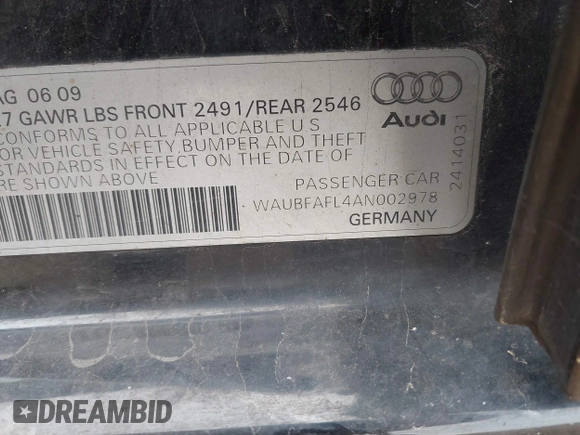 AG 06 09
7 GAWR LBS FRONT 2491/REAR 2546
CONFORMS TO ALL APPLICABLE U S
OR VEHICLE SAFETY, BUMPER AND THEFT
STANDARDS IN EFFECT ON THE DATE OF
RE SHOWN ABOVE
Audi
2414031
PASSENGER CAR
WAUBFAFL4AN002978
GERMANY
DREAMBID